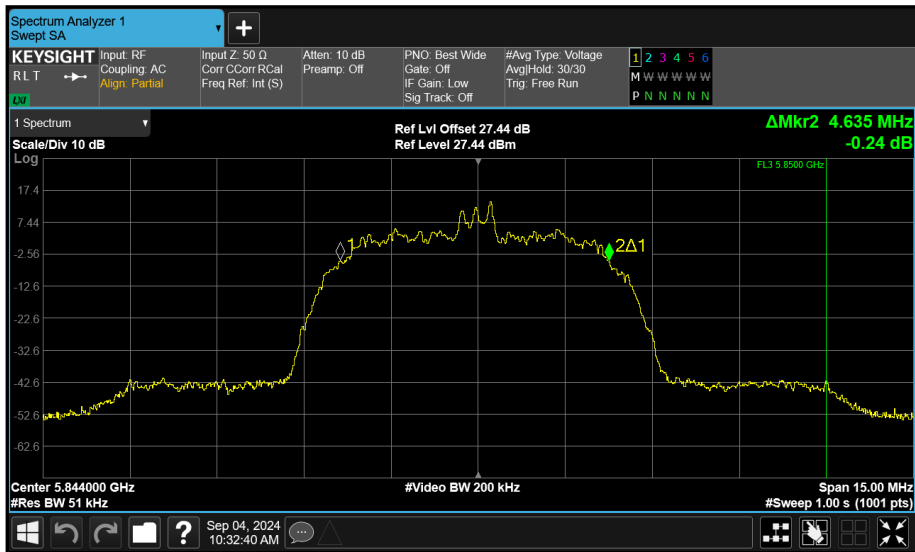 Spectrum Analyzer 1
Swept SA
+
KEYSIGHT
RLT
LXI
Input: RF
Coupling: AC
Align: Partial
Input Z: 50 Ω
Corr CCorr RCal
Freq Ref: Int (S)
Atten: 10 dB
Preamp: Off
PNO: Best Wide
Gate: Off
IF Gain: Low
Sig Track: Off
#Avg Type: Voltage
Avg|Hold: 30/30
Trig: Free Run
1 2 3 4 5 6
M W W W W W
P N N N N N
1 Spectrum
Scale/Div 10 dB
Ref Lvl Offset 27.44 dB
Ref Level 27.44 dBm
ΔMkr2 4.635 MHz
-0.24 dB
Log
FL3 5.8500 GHz
17.4
7.44
-2.56
-12.6
-22.6
-32.6
-42.6
-52.6
-62.6
1
2Δ1
Center 5.844000 GHz
#Res BW 51 kHz
#Video BW 200 kHz
Span 15.00 MHz
#Sweep 1.00 s (1001 pts)
?
Sep 04, 2024
10:32:40 AM